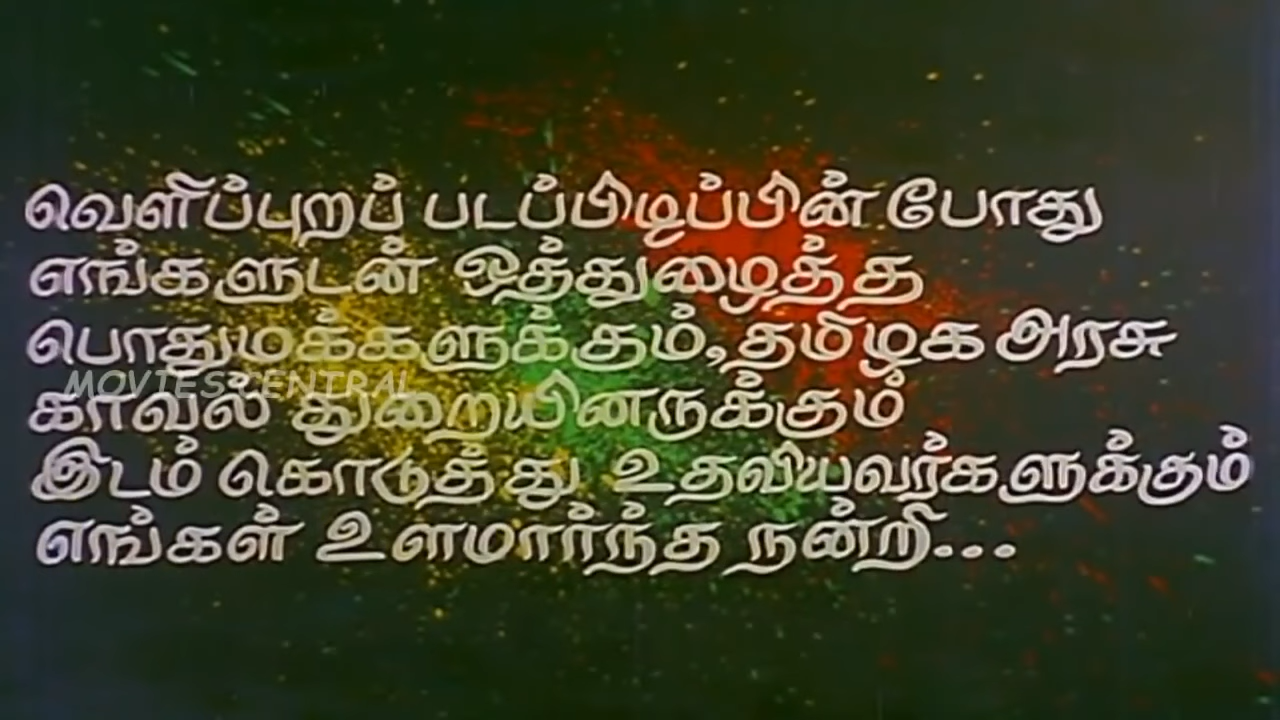 வெளிப்புறப் படப்பிடிப்பின் போது
எங்களுடன் ஒத்துழைத்த
பொதுமக்களுக்கும், தமிழக அரசு
MOVIES CENTRAL
காவல் துறையினருக்கும்
இடம் கொடுத்து உதவியவர்களுக்கும்
எங்கள் உளமார்ந்த நன்றி...